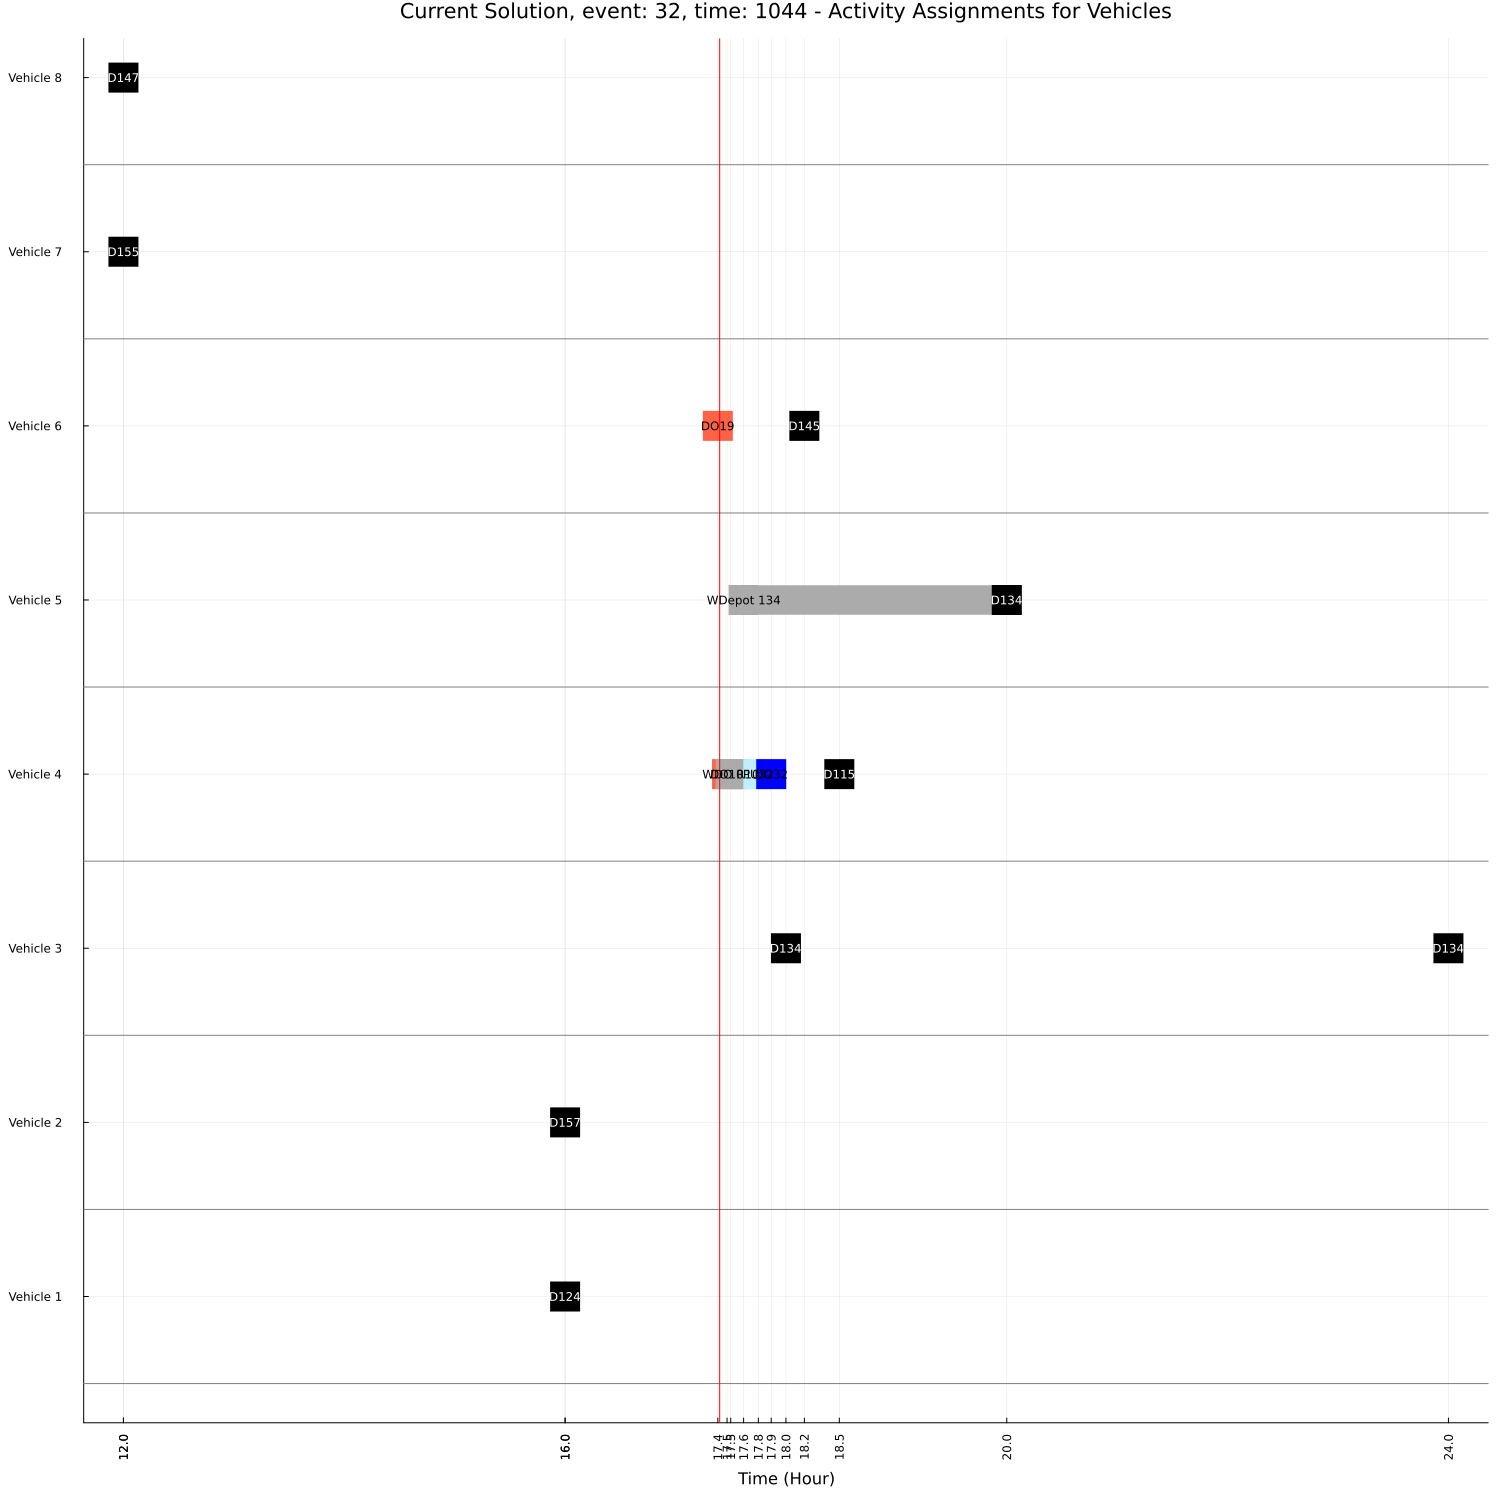 Current Solution, event: 32, time: 1044 - Activity Assignments for Vehicles
Vehicle 8
D147
Vehicle 7
D155
Vehicle 6
DO19
D145
Vehicle 5
WDepot 134
D134
Vehicle 4
D115
Vehicle 3
D134
D134
Vehicle 2
D157
Vehicle 1
D124
12.0
16.0
17.4
17.6
17.8
17.9
18.0
18.2
18.5
20.0
24.0
Time (Hour)